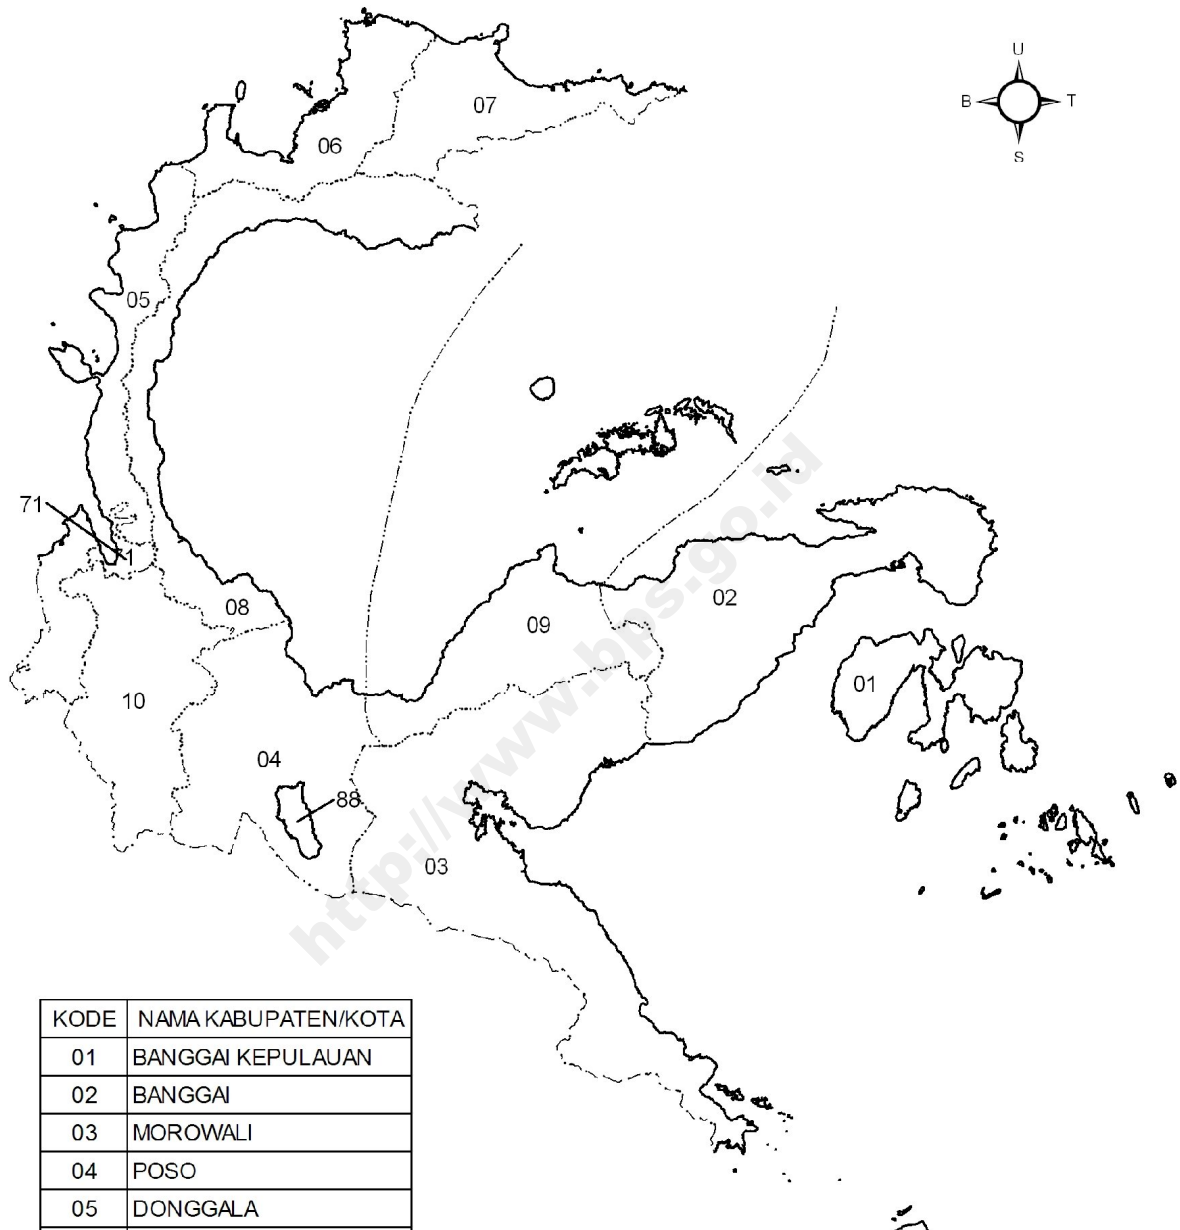 U
B T
S
07
06
05
71
1
08
09
02
01
10
04
88
03
http://www.bps.go.id
KODE NAMA KABUPATEN/KOTA
01 BANGGAI KEPULAUAN
02 BANGGAI
03 MOROWALI
04 POSO
05 DONGGALA